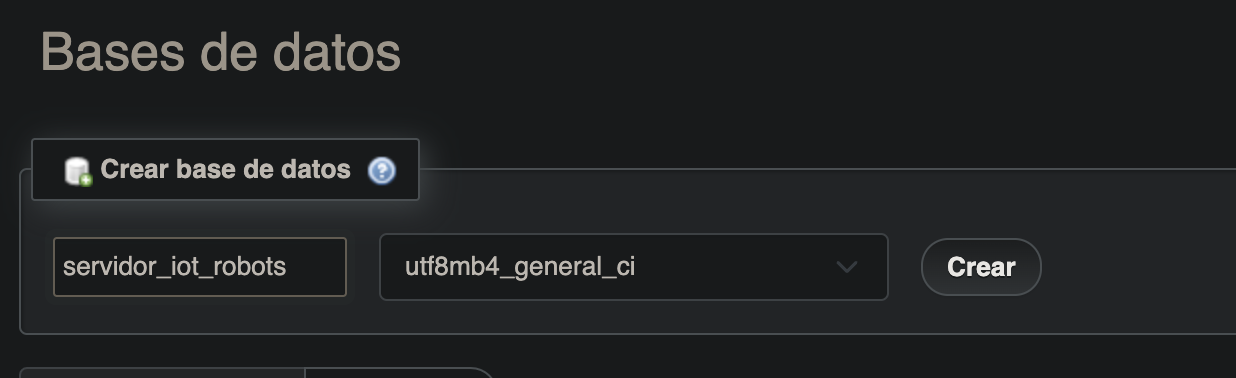 Bases de datos
Crear base de datos
servidor_iot_robots utf8mb4_general_ci Crear